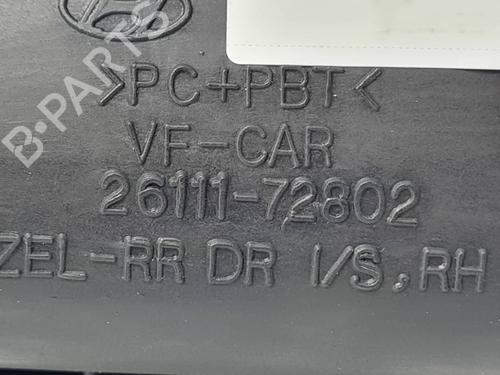 >PC+PBT<
VF-CAR
26111-72802
ZEL-RR DR I/S,RH
B-PARTS